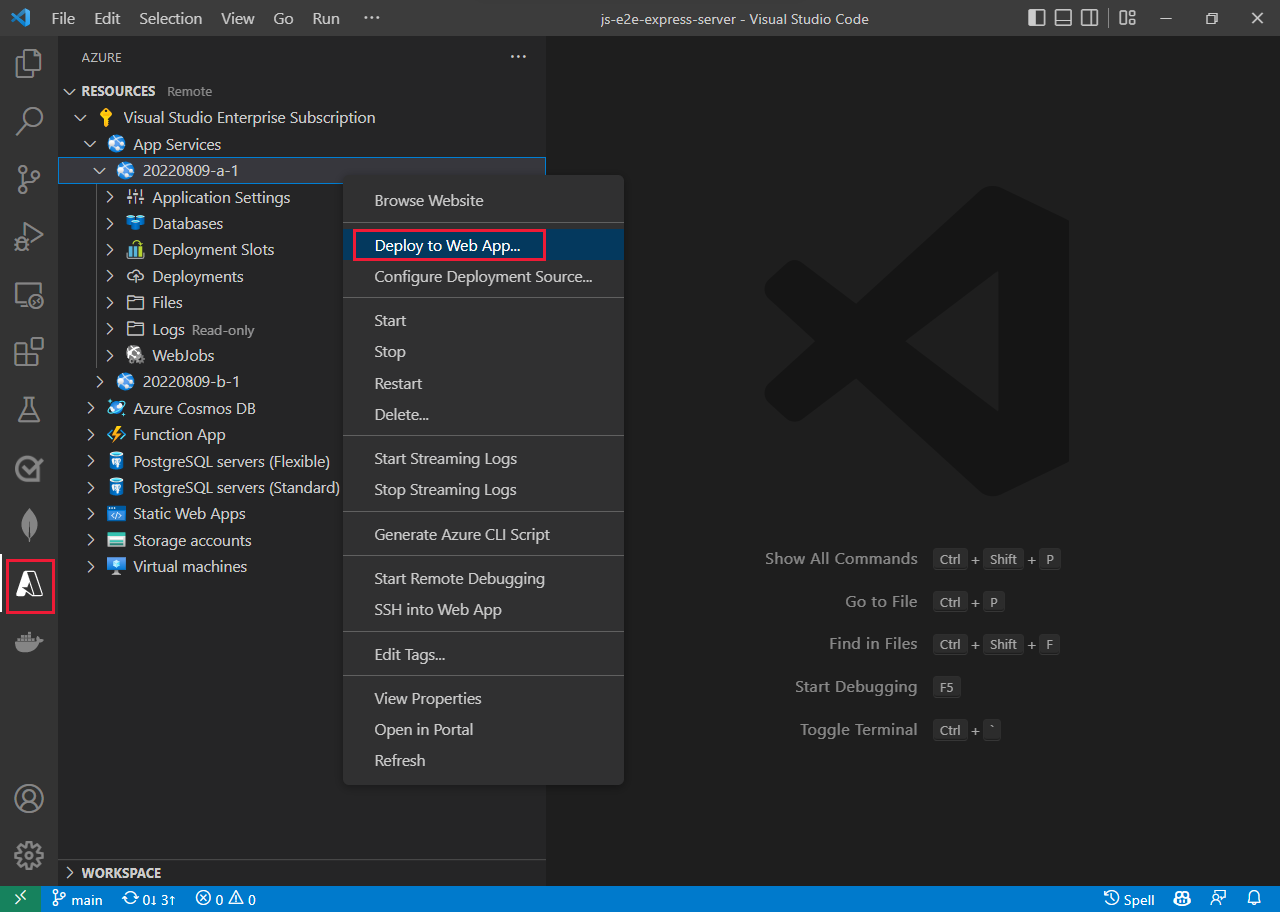 File Edit Selection View Go Run ··· js-e2e-express-server - Visual Studio Code
AZURE ···
RESOURCES Remote
Visual Studio Enterprise Subscription
App Services
20220809-a-1
Application Settings
Databases
Deployment Slots
Deployments
Files
Logs Read-only
WebJobs
20220809-b-1
Azure Cosmos DB
Function App
PostgreSQL servers (Flexible)
PostgreSQL servers (Standard)
Static Web Apps
Storage accounts
Virtual machines
Browse Website
Deploy to Web App...
Configure Deployment Source...
Start
Stop
Restart
Delete...
Start Streaming Logs
Stop Streaming Logs
Generate Azure CLI Script
Start Remote Debugging
SSH into Web App
Edit Tags...
View Properties
Open in Portal
Refresh
Show All Commands Ctrl + Shift + P
Go to File Ctrl + P
Find in Files Ctrl + Shift + F
Start Debugging F5
Toggle Terminal Ctrl + `
WORKSPACE
main 0↓ 3↑ 0 0 Spell